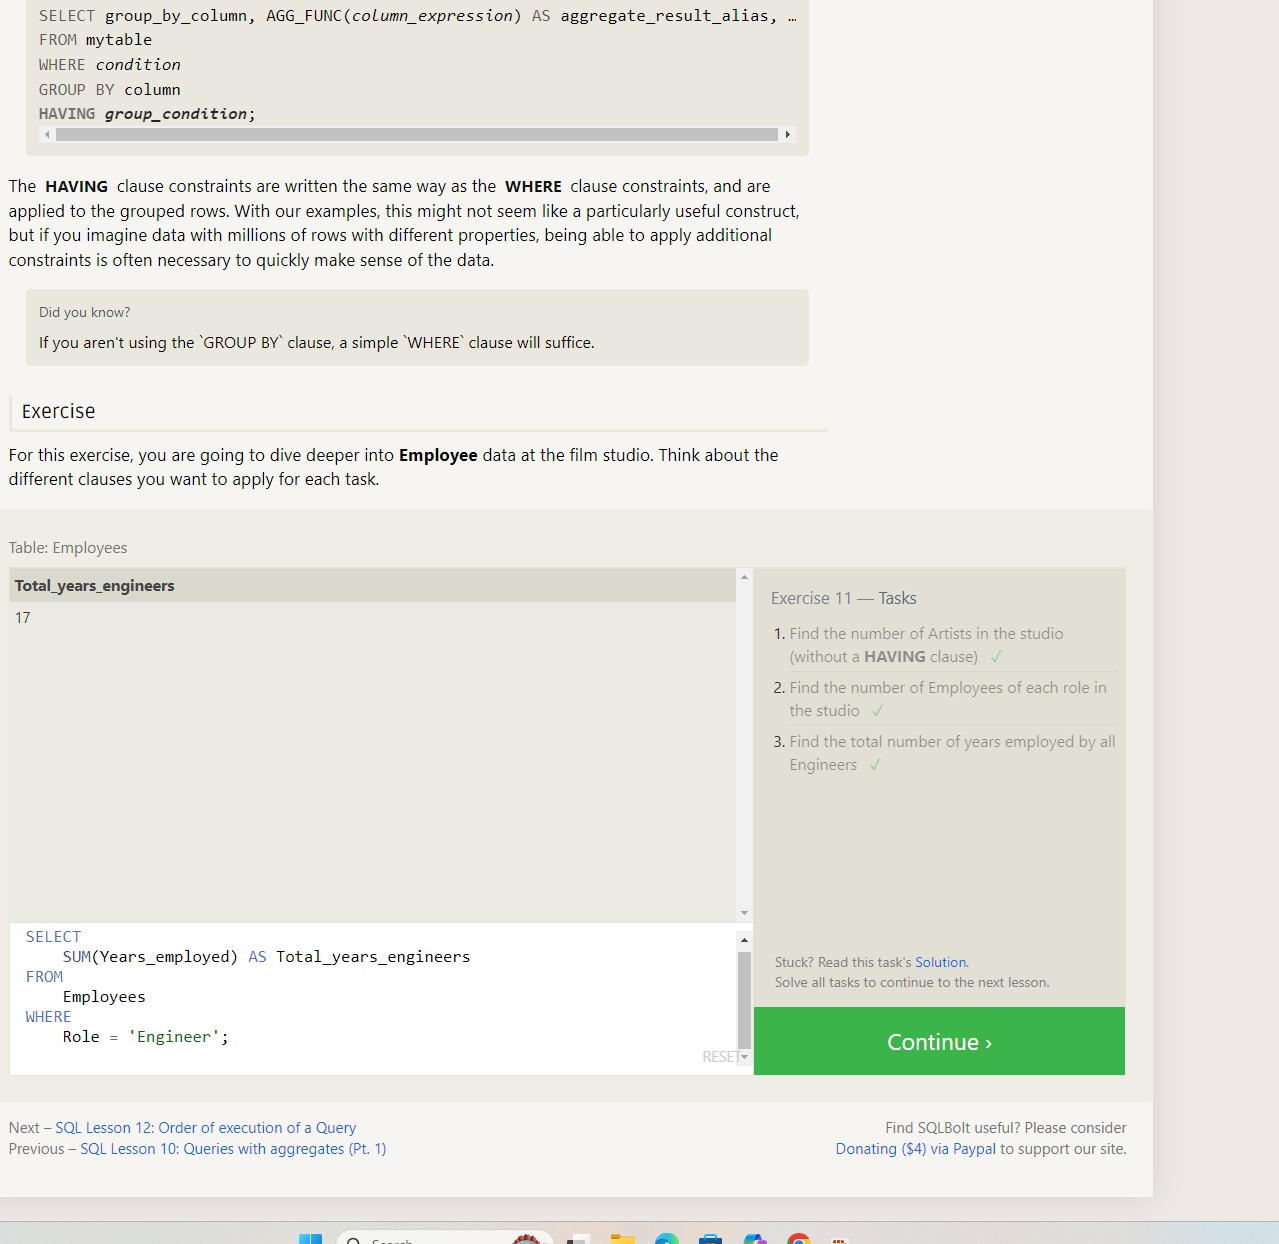 SELECT group_by_column, AGG_FUNC(column_expression) AS aggregate_result_alias, …
FROM mytable
WHERE condition
GROUP BY column
HAVING group_condition;
The HAVING clause constraints are written the same way as the WHERE clause constraints, and are
applied to the grouped rows. With our examples, this might not seem like a particularly useful construct,
but if you imagine data with millions of rows with different properties, being able to apply additional
constraints is often necessary to quickly make sense of the data.
Did you know?
If you aren't using the `GROUP BY` clause, a simple `WHERE` clause will suffice.
Exercise
For this exercise, you are going to dive deeper into Employee data at the film studio. Think about the
different clauses you want to apply for each task.
Table: Employees
Total_years_engineers
17
Exercise 11 — Tasks
1. Find the number of Artists in the studio
(without a HAVING clause) ✓
2. Find the number of Employees of each role in
the studio ✓
3. Find the total number of years employed by all
Engineers ✓
SELECT
SUM(Years_employed) AS Total_years_engineers
FROM
Employees
WHERE
Role = 'Engineer';
RESET
Stuck? Read this task's Solution.
Solve all tasks to continue to the next lesson.
Continue ›
Next – SQL Lesson 12: Order of execution of a Query
Previous – SQL Lesson 10: Queries with aggregates (Pt. 1)
Find SQLBolt useful? Please consider
Donating ($4) via Paypal to support our site.
Search